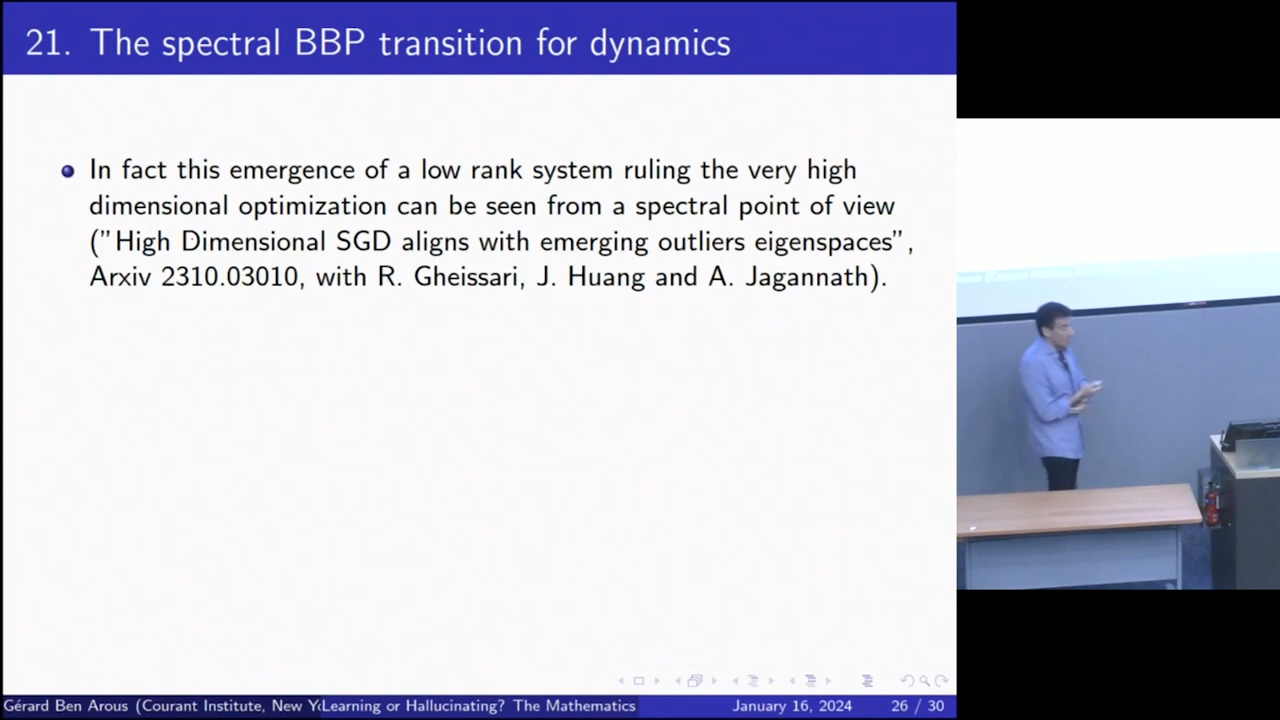 21. The spectral BBP transition for dynamics
In fact this emergence of a low rank system ruling the very high
dimensional optimization can be seen from a spectral point of view
("High Dimensional SGD aligns with emerging outliers eigenspaces",
Arxiv 2310.03010, with R. Gheissari, J. Huang and A. Jagannath).
Gérard Ben Arous (Courant Institute, New Y
Learning or Hallucinating? The Mathematics
January 16, 2024
26 / 30